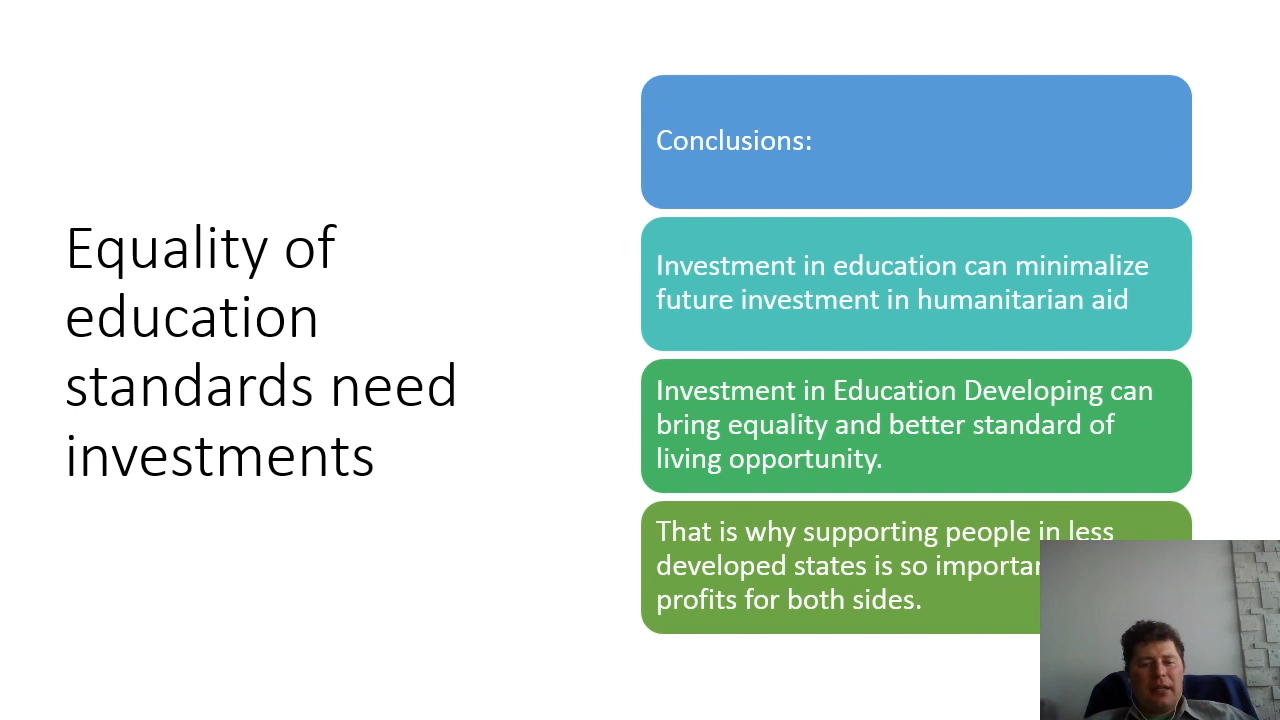 Equality of
education
standards need
investments
Conclusions:
Investment in education can minimalize
future investment in humanitarian aid
Investment in Education Developing can
bring equality and better standard of
living opportunity.
That is why supporting people in less
developed states is so
profits for both sides.